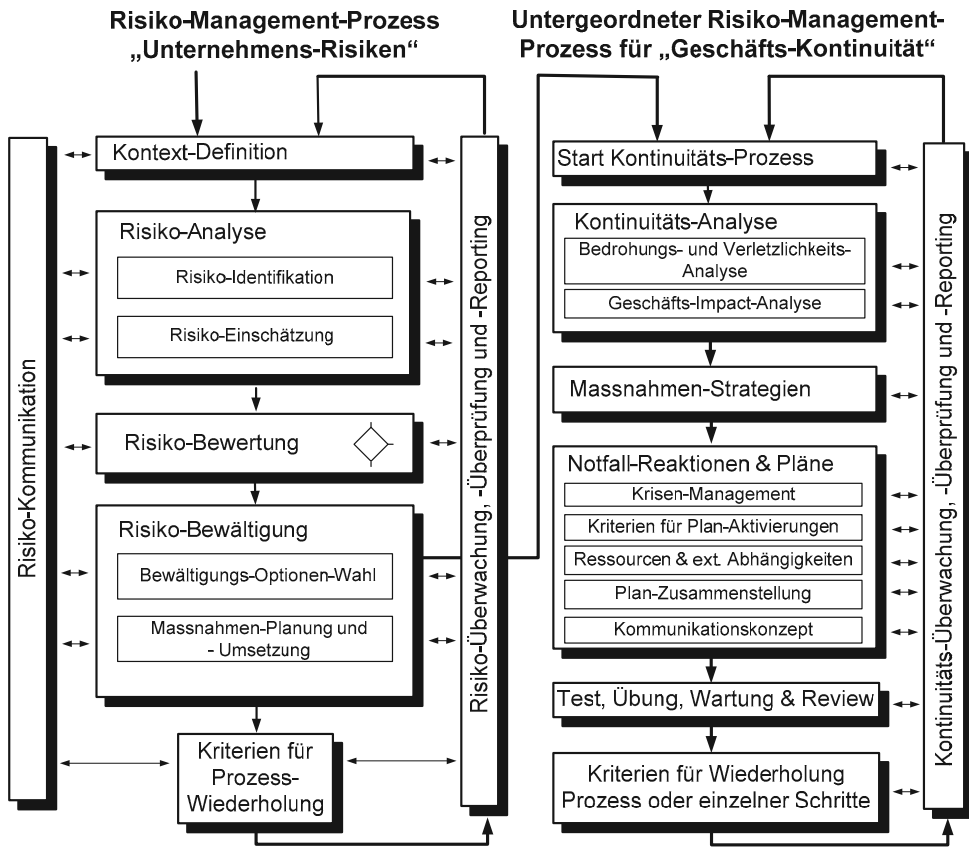 Risiko-Management-Prozess
„Unternehmens-Risiken“
Risiko-Kommunikation
Kontext-Definition
Risiko-Analyse
Risiko-Identifikation
Risiko-Einschätzung
Risiko-Bewertung
Risiko-Bewältigung
Bewältigungs-Optionen-Wahl
Massnahmen-Planung und
- Umsetzung
Kriterien für
Prozess-
Wiederholung
Risiko-Überwachung, -Überprüfung und -Reporting
Untergeordneter Risiko-Management-
Prozess für „Geschäfts-Kontinuität“
Start Kontinuitäts-Prozess
Kontinuitäts-Analyse
Bedrohungs- und Verletzlichkeits-
Analyse
Geschäfts-Impact-Analyse
Massnahmen-Strategien
Notfall-Reaktionen & Pläne
Krisen-Management
Kriterien für Plan-Aktivierungen
Ressourcen & ext. Abhängigkeiten
Plan-Zusammenstellung
Kommunikationskonzept
Test, Übung, Wartung & Review
Kriterien für Wiederholung
Prozess oder einzelner Schritte
Kontinuitäts-Überwachung, -Überprüfung und -Reporting